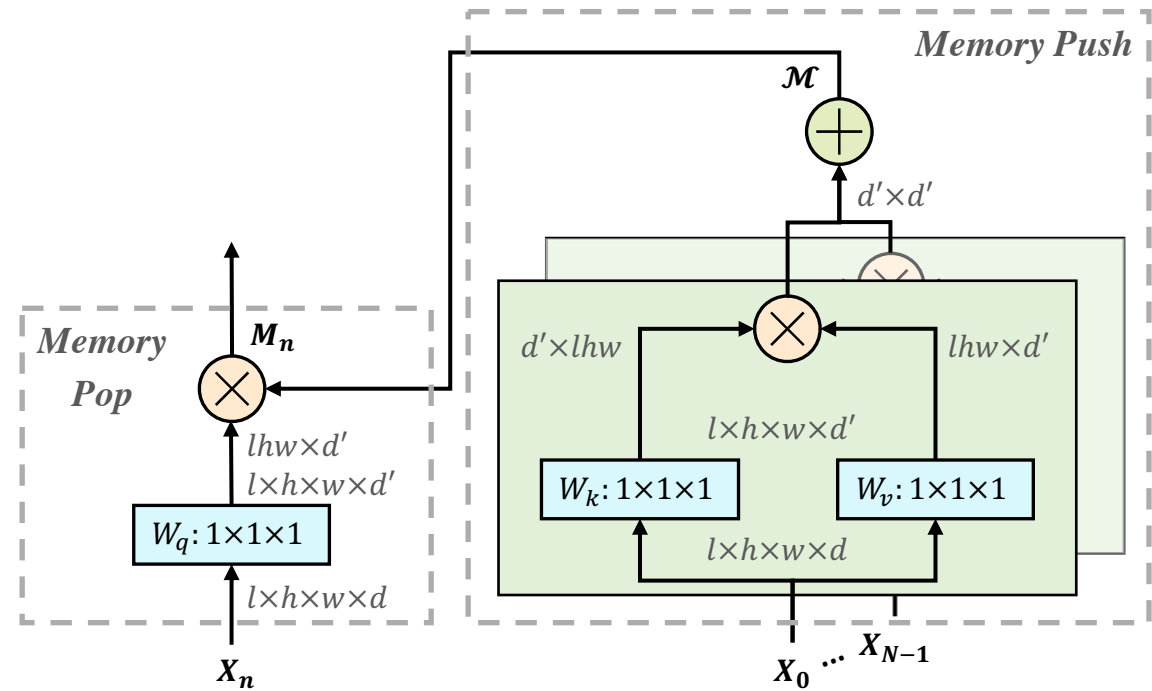 Memory Push
ℳ
d′×d′
Memory
Pop
M_n
d′×lhw
lhw×d′
lhw×d′
l×h×w×d′
l×h×w×d′
W_q: 1×1×1
W_k: 1×1×1
W_v: 1×1×1
l×h×w×d
l×h×w×d
X_n
X_0 ... X_{N−1}